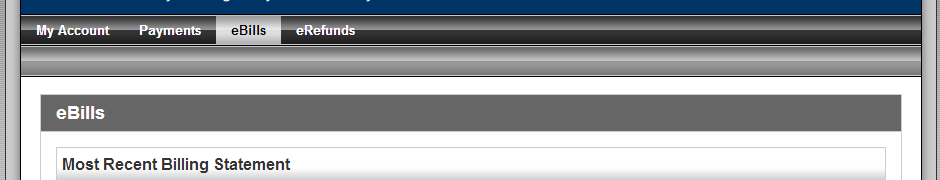 My Account Payments eBills eRefunds
eBills
Most Recent Billing Statement